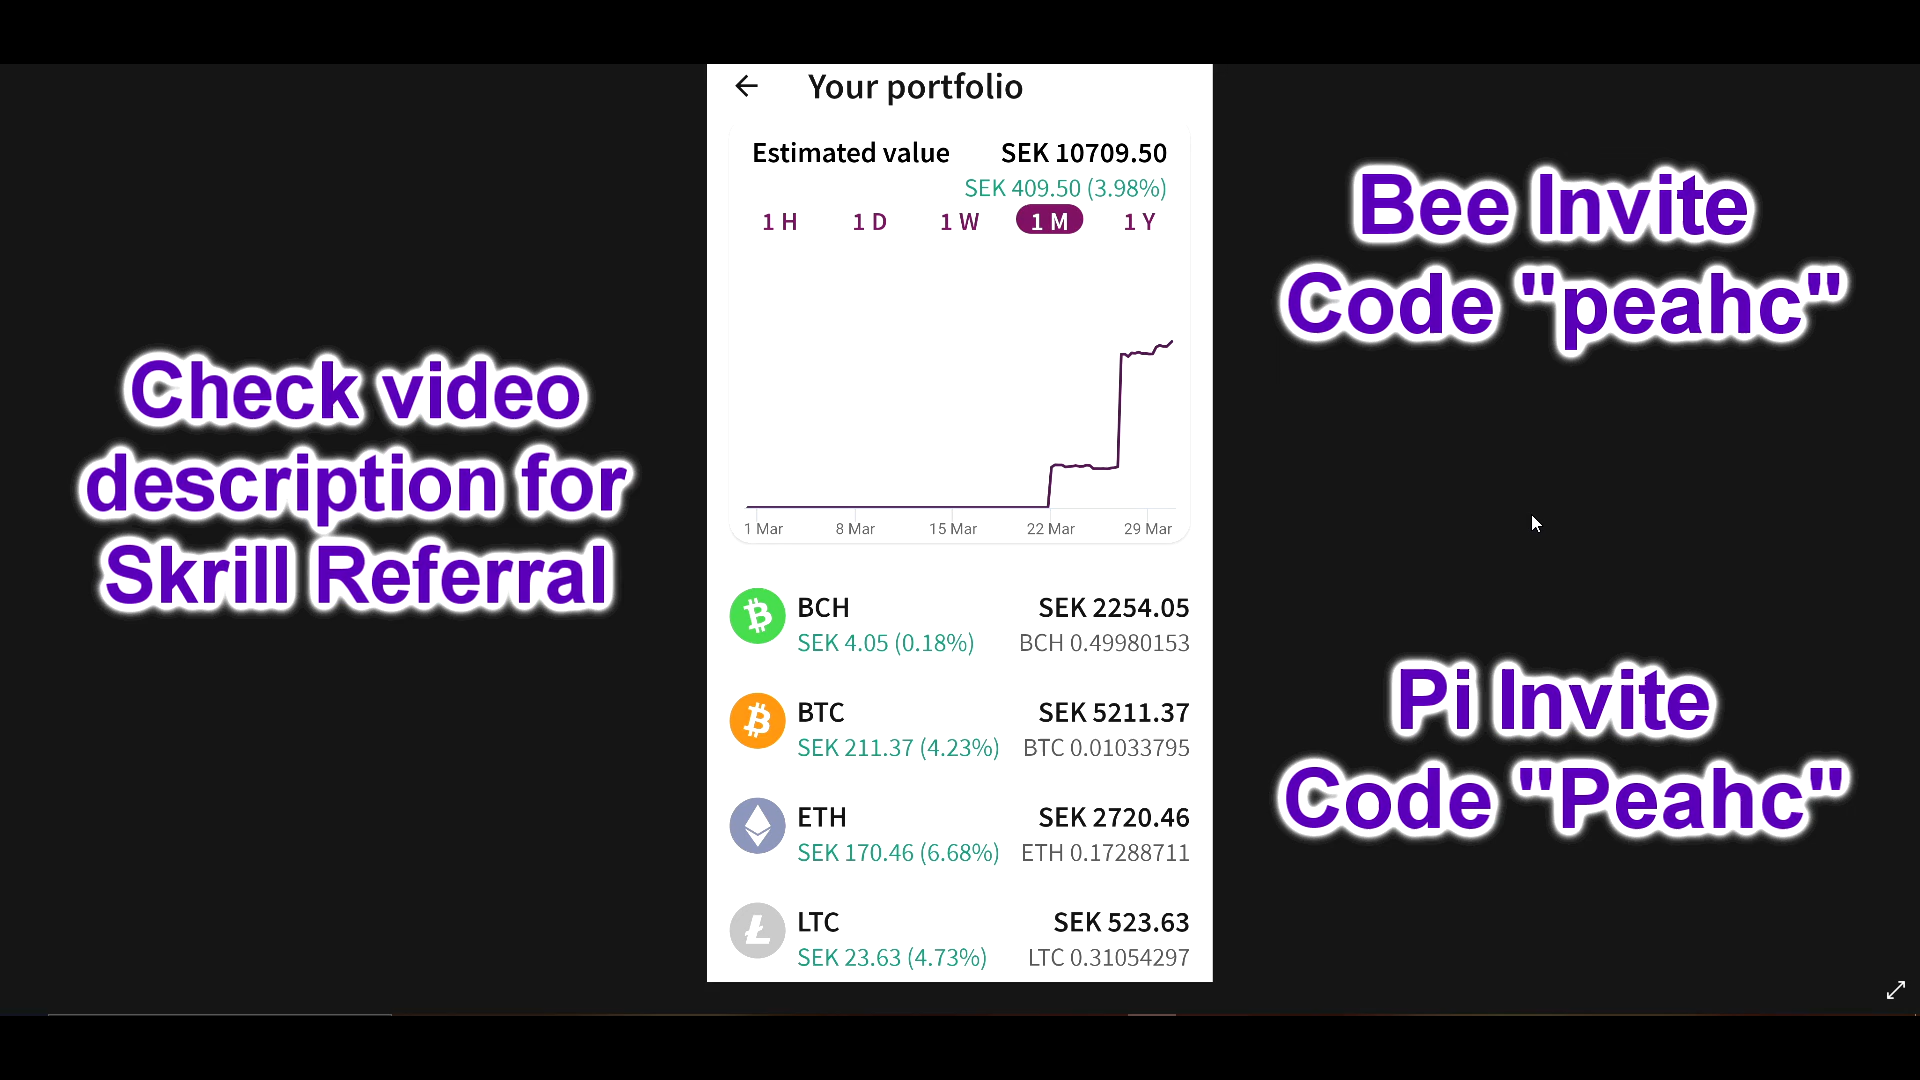 Your portfolio
Estimated value SEK 10709.50
SEK 409.50 (3.98%)
1 H 1 D 1 W 1 M 1 Y
1 Mar 8 Mar 15 Mar 22 Mar 29 Mar
BCH SEK 2254.05
SEK 4.05 (0.18%) BCH 0.49980153
BTC SEK 5211.37
SEK 211.37 (4.23%) BTC 0.01033795
ETH SEK 2720.46
SEK 170.46 (6.68%) ETH 0.17288711
LTC SEK 523.63
SEK 23.63 (4.73%) LTC 0.31054297
Check video
description for
Skrill Referral
Bee Invite
Code "peahc"
Pi Invite
Code "Peahc"